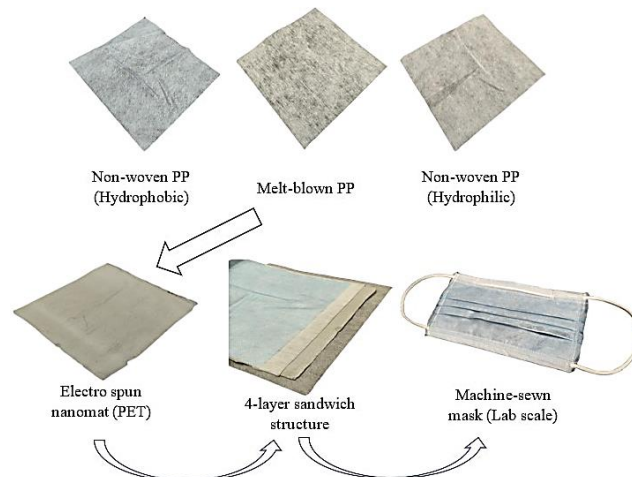 Non-woven PP
(Hydrophobic)
Melt-blown PP
Non-woven PP
(Hydrophilic)
Electro spun
nanomat (PET)
4-layer sandwich
structure
Machine-sewn
mask (Lab scale)